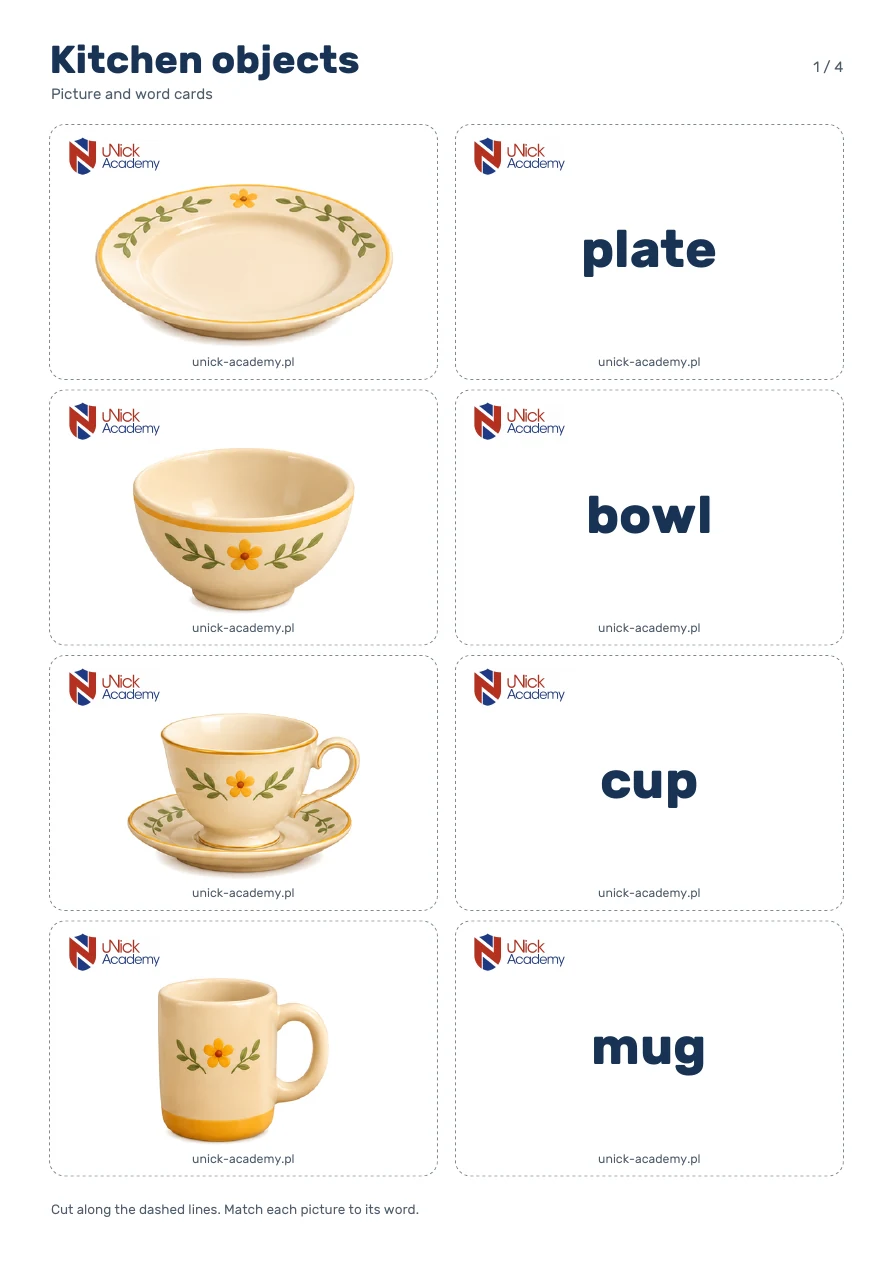 Kitchen objects
1 / 4
Picture and word cards
uNick
Academy
unick-academy.pl
uNick
Academy
plate
unick-academy.pl
uNick
Academy
unick-academy.pl
uNick
Academy
bowl
unick-academy.pl
uNick
Academy
unick-academy.pl
uNick
Academy
cup
unick-academy.pl
uNick
Academy
unick-academy.pl
uNick
Academy
mug
unick-academy.pl
Cut along the dashed lines. Match each picture to its word.